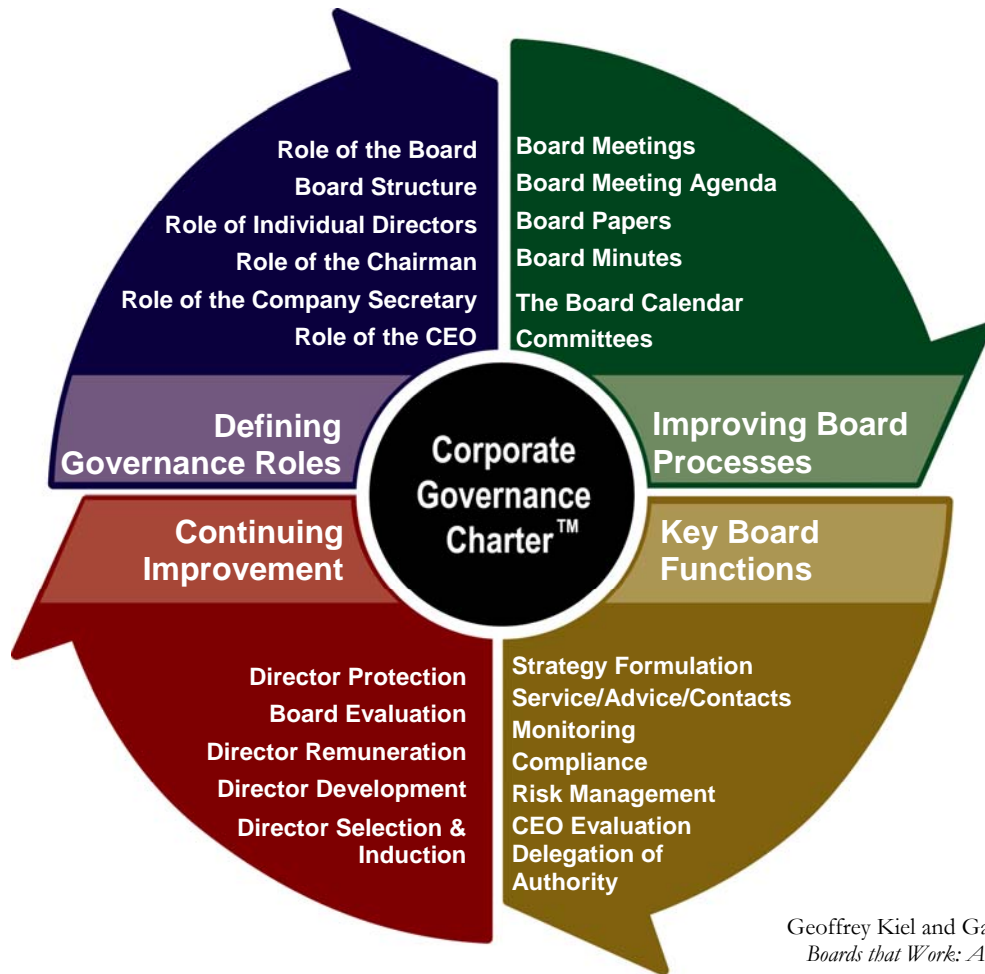 Role of the Board
Board Structure
Role of Individual Directors
Role of the Chairman
Role of the Company Secretary
Role of the CEO
Defining
Governance Roles
Board Meetings
Board Meeting Agenda
Board Papers
Board Minutes
The Board Calendar
Committees
Improving Board
Processes
Corporate
Governance
Charter™
Continuing
Improvement
Director Protection
Board Evaluation
Director Remuneration
Director Development
Director Selection &
Induction
Key Board
Functions
Strategy Formulation
Service/Advice/Contacts
Monitoring
Compliance
Risk Management
CEO Evaluation
Delegation of
Authority
Geoffrey Kiel and Ga
Boards that Work: A